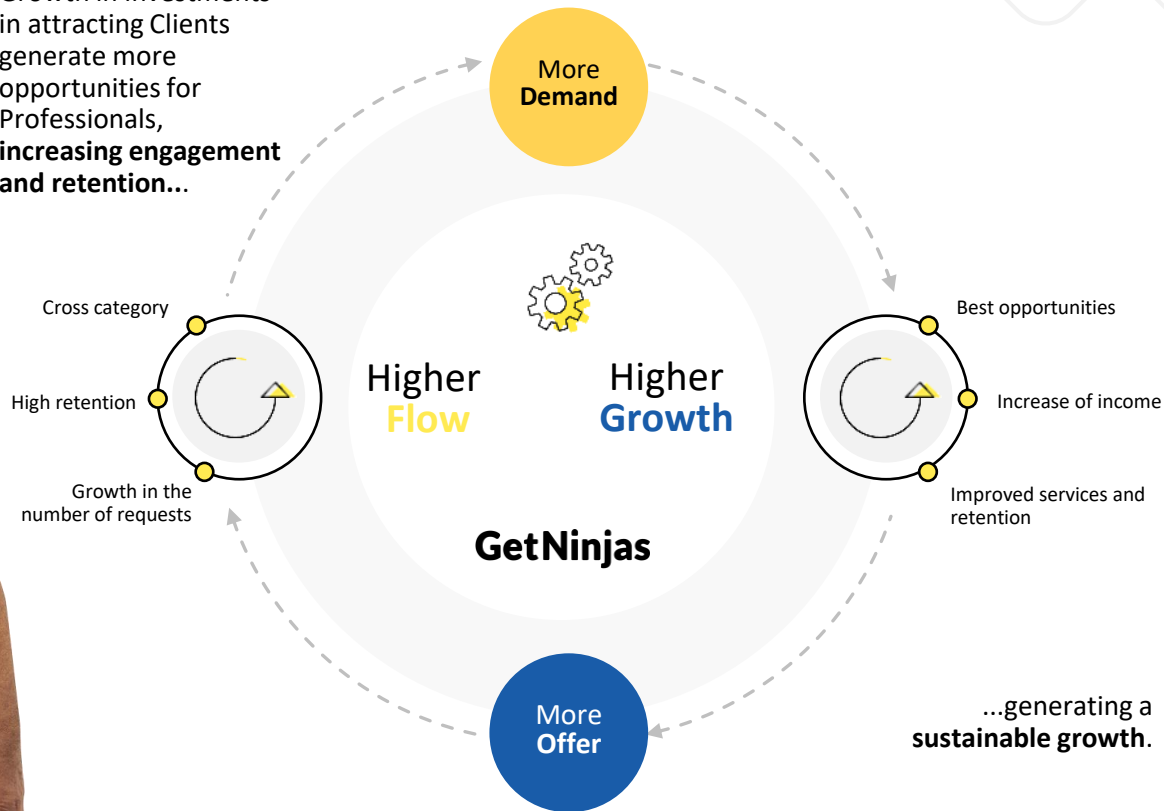 in attracting Clients
generate more
opportunities for
Professionals,
increasing engagement
and retention....
More
Demand
Cross category
High retention
Growth in the
number of requests
Higher
Flow
Higher
Growth
GetNinjas
Best opportunities
Increase of income
Improved services and
retention
More
Offer
...generating a
sustainable growth.